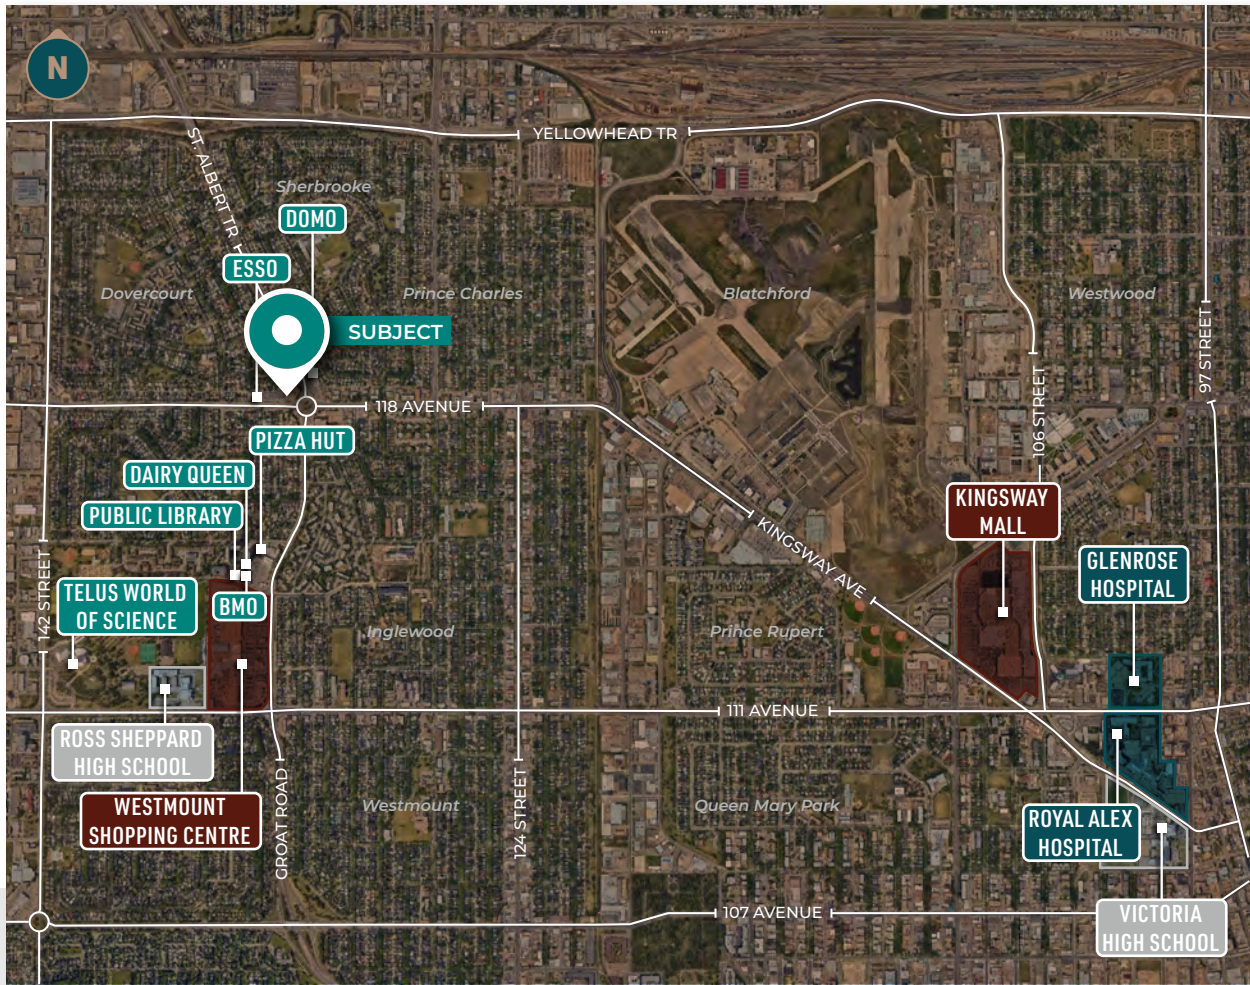 N
YELLOWHEAD TR
ST. ALBERT TR
Sherbrooke
DOMO
ESSO
Dovercourt
Prince Charles
Blatchford
Westwood
SUBJECT
97 STREET
118 AVENUE
106 STREET
PIZZA HUT
DAIRY QUEEN
PUBLIC LIBRARY
KINGSWAY
MALL
KINGSWAY AVE
GLENROSE
HOSPITAL
142 STREET
TELUS WORLD
OF SCIENCE
BMO
Inglewood
Prince Rupert
111 AVENUE
ROSS SHEPPARD
HIGH SCHOOL
WESTMOUNT
SHOPPING CENTRE
GROAT ROAD
Westmount
124 STREET
Queen Mary Park
ROYAL ALEX
HOSPITAL
107 AVENUE
VICTORIA
HIGH SCHOOL